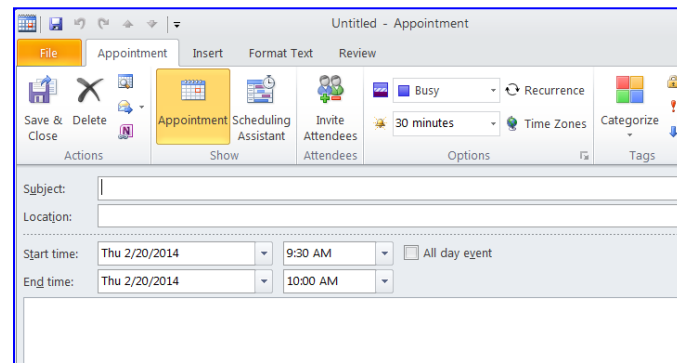 Untitled - Appointment
File Appointment Insert Format Text Review
Busy Recurrence
Save & Close Delete Appointment Scheduling Assistant Invite Attendees 30 minutes Time Zones Categorize
Actions Show Attendees Options Tags
Subject:
Location:
Start time: Thu 2/20/2014 9:30 AM All day event
End time: Thu 2/20/2014 10:00 AM